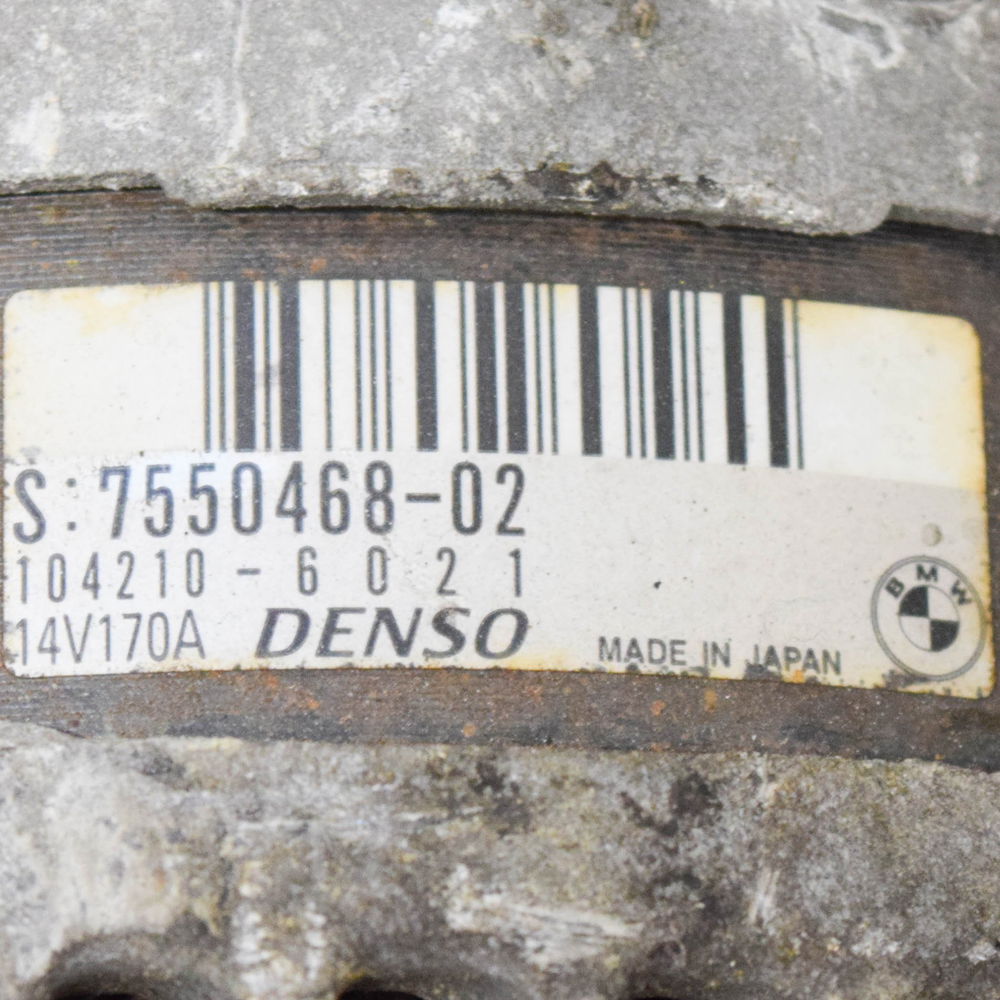 S:7550468-02
104210-6021
14V170A DENSO MADE IN JAPAN
BMW